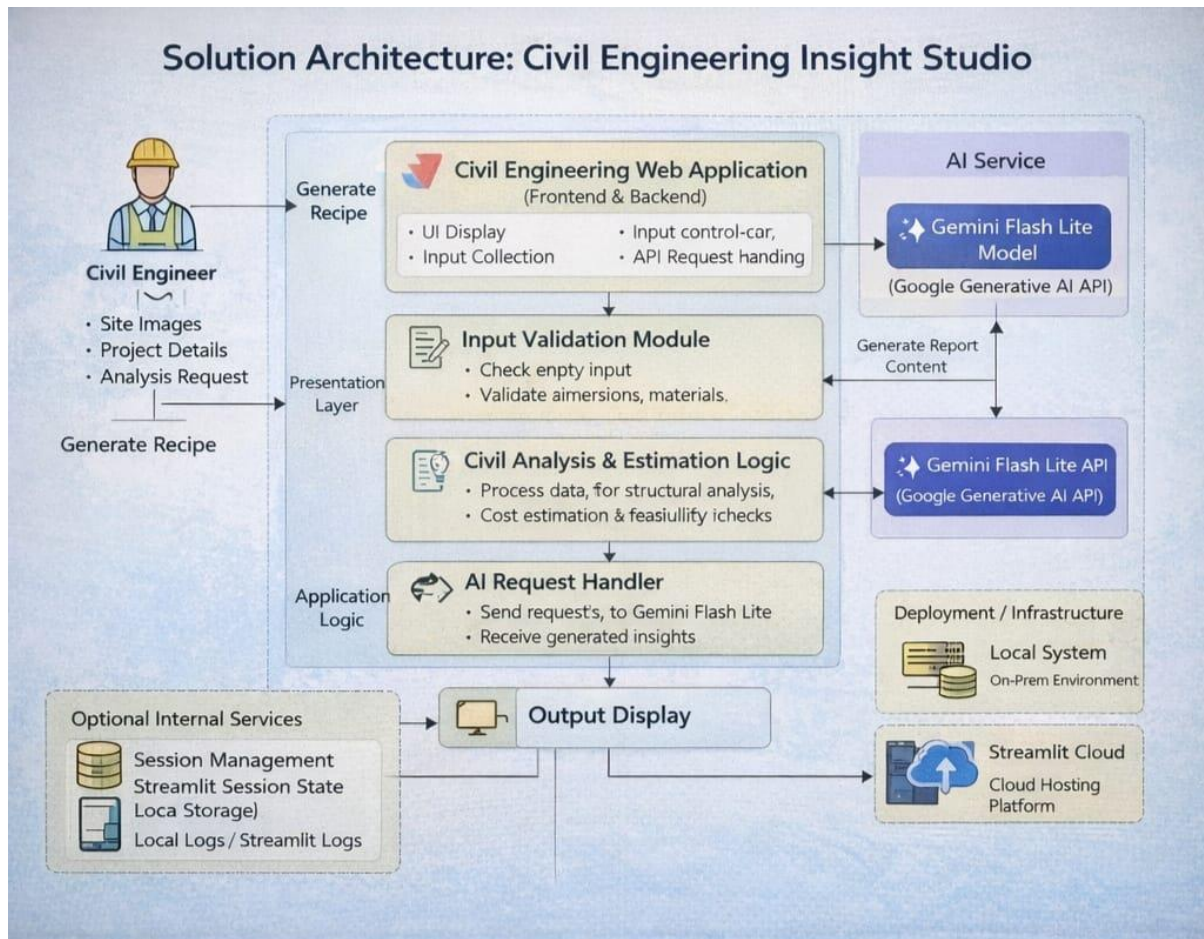 Solution Architecture: Civil Engineering Insight Studio
Generate
Recipe
Civil Engineer
· Site Images
· Project Details
· Analysis Request
Generate Recipe
Presentation
Layer
Application
Logic
Civil Engineering Web Application
(Frontend & Backend)
· UI Display
· Input Collection
· Input control-car,
· API Request handing
Input Validation Module
· Check empty input
· Validate aimersions, materials.
Civil Analysis & Estimation Logic
· Process data, for structural analysis,
· Cost estimation & feasiullify ichecks
AI Request Handler
· Send request's, to Gemini Flash Lite
· Receive generated insights
Output Display
AI Service
Gemini Flash Lite
Model
(Google Generative AI API)
Generate Report
Content
Gemini Flash Lite API
(Google Generative AI API)
Deployment / Infrastructure
Local System
On-Prem Environment
Streamlit Cloud
Cloud Hosting
Platform
Optional Internal Services
Session Management
Streamlit Session State
Loca Storage)
Local Logs / Streamlit Logs